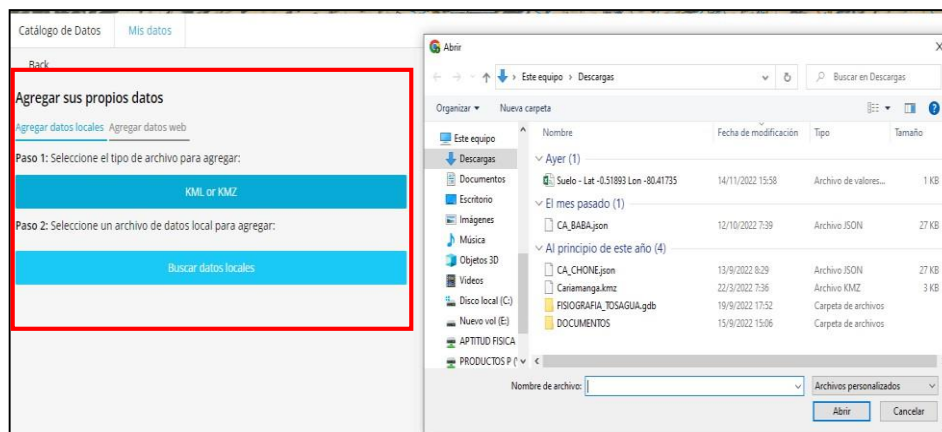 Catálogo de Datos Mis datos
Back
Agregar sus propios datos
Agregar datos locales Agregar datos web
Paso 1: Seleccione el tipo de archivo para agregar:
KML or KMZ
Paso 2: Seleccione un archivo de datos local para agregar:
Buscar datos locales
Abrir
Este equipo > Descargas
Buscar en Descargas
Organizar Nueva carpeta
Este equipo
Descargas
Documentos
Escritorio
Imágenes
Música
Objetos 3D
Vídeos
Disco local (C:)
Nuevo vol (E:)
APTITUD FISICA
PRODUCTOS P (
Nombre Fecha de modificación Tipo Tamaño
Ayer (1)
Suelo - Lat -0.51893 Lon -80.41735 14/11/2022 15:58 Archivo de valores... 1 KB
El mes pasado (1)
CA_BABA.json 12/10/2022 7:39 Archivo JSON 27 KB
Al principio de este año (4)
CA_CHONE.json 13/9/2022 8:29 Archivo JSON 27 KB
Cariamanga.kmz 22/3/2022 7:36 Archivo KMZ 3 KB
FISIOGRAFIA_TOSAGUA.gdb 19/9/2022 17:52 Carpeta de archivos
DOCUMENTOS 15/9/2022 15:06 Carpeta de archivos
Nombre de archivo: Archivos personalizados
Abrir Cancelar